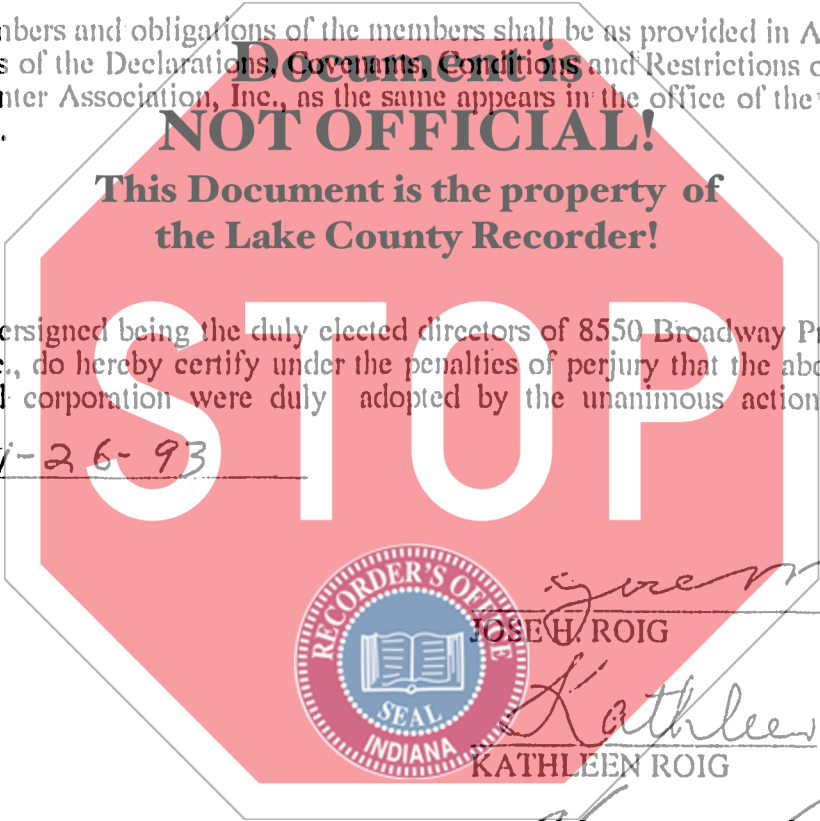 nbers and obligations of the members shall be as provided in A
s of the Declarations, Covenants, Conditions and Restrictions o
nter Association, Inc., as the same appears in the office of the
.
Document is
NOT OFFICIAL!
This Document is the property of
the Lake County Recorder!
STOP
ersigned being the duly elected directors of 8550 Broadway Pr
., do hereby certify under the penalties of perjury that the abo
corporation were duly adopted by the unanimous action
-26-93
RECORDER'S OFFICE
SEAL
INDIANA
JOSE H. ROIG
Kathleen
KATHLEEN ROIG